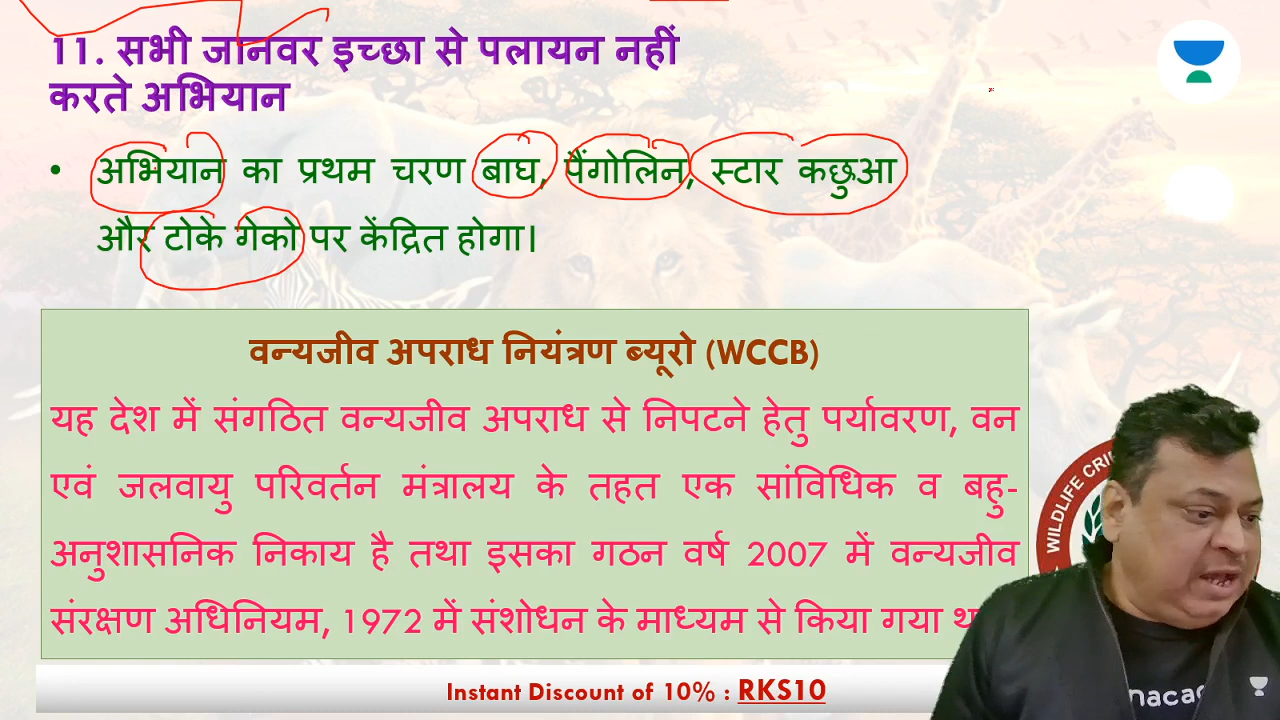 11. सभी जानवर इच्छा से पलायन नहीं
करते अभियान
• अभियान का प्रथम चरण बाघ, पैंगोलिन, स्टार कछुआ
और टोके गेको पर केंद्रित होगा।
वन्यजीव अपराध नियंत्रण ब्यूरो (WCCB)
यह देश में संगठित वन्यजीव अपराध से निपटने हेतु पर्यावरण, वन
एवं जलवायु परिवर्तन मंत्रालय के तहत एक सांविधिक व बहु-
अनुशासनिक निकाय है तथा इसका गठन वर्ष 2007 में वन्यजीव
संरक्षण अधिनियम, 1972 में संशोधन के माध्यम से किया गया
WILDLIFE
Instant Discount of 10% : RKS10